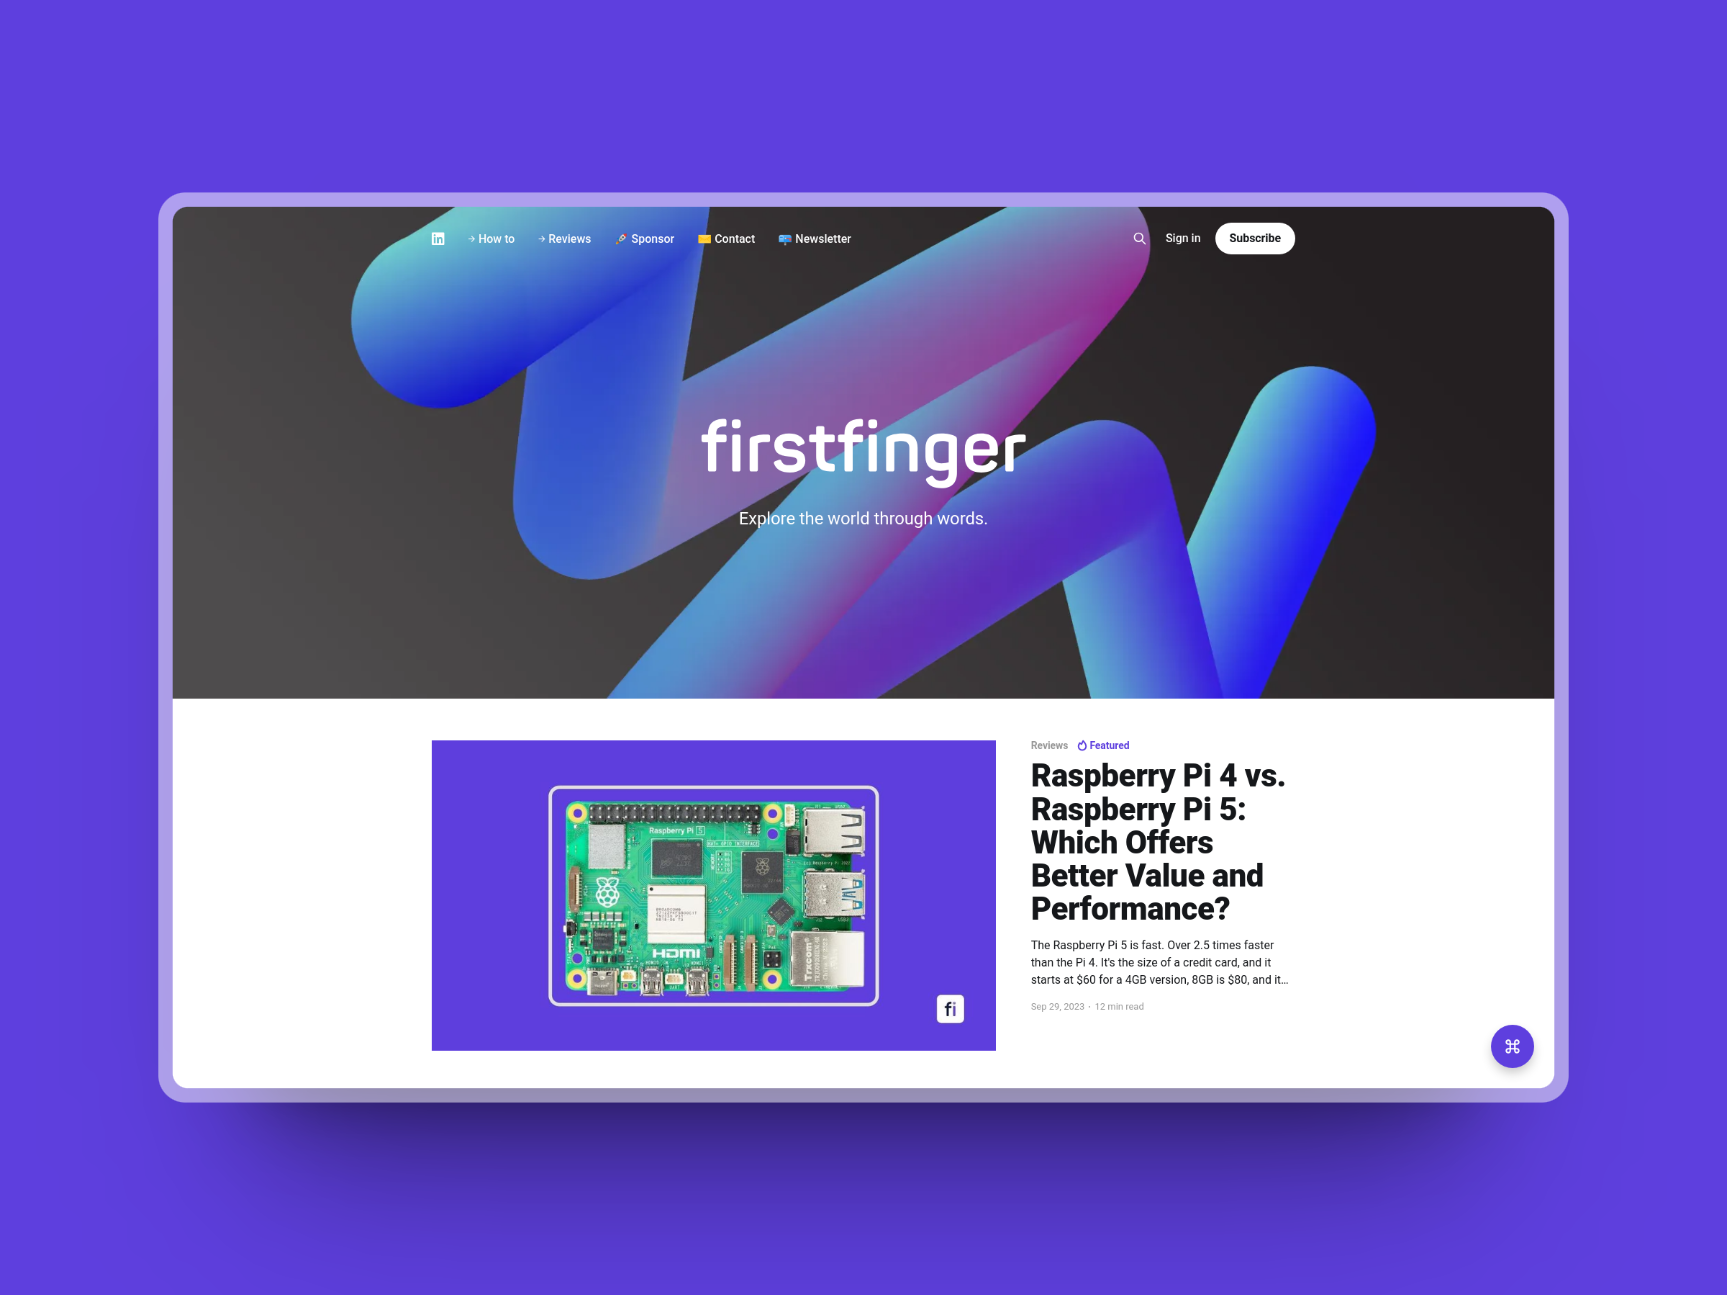 → How to → Reviews Sponsor Contact Newsletter Sign in Subscribe
firstfinger
Explore the world through words.
Raspberry Pi 5
HDMI
Trxcom
fi
Reviews Featured
Raspberry Pi 4 vs.
Raspberry Pi 5:
Which Offers
Better Value and
Performance?
The Raspberry Pi 5 is fast. Over 2.5 times faster
than the Pi 4. It's the size of a credit card, and it
starts at $60 for a 4GB version, 8GB is $80, and it...
Sep 29, 2023 · 12 min read